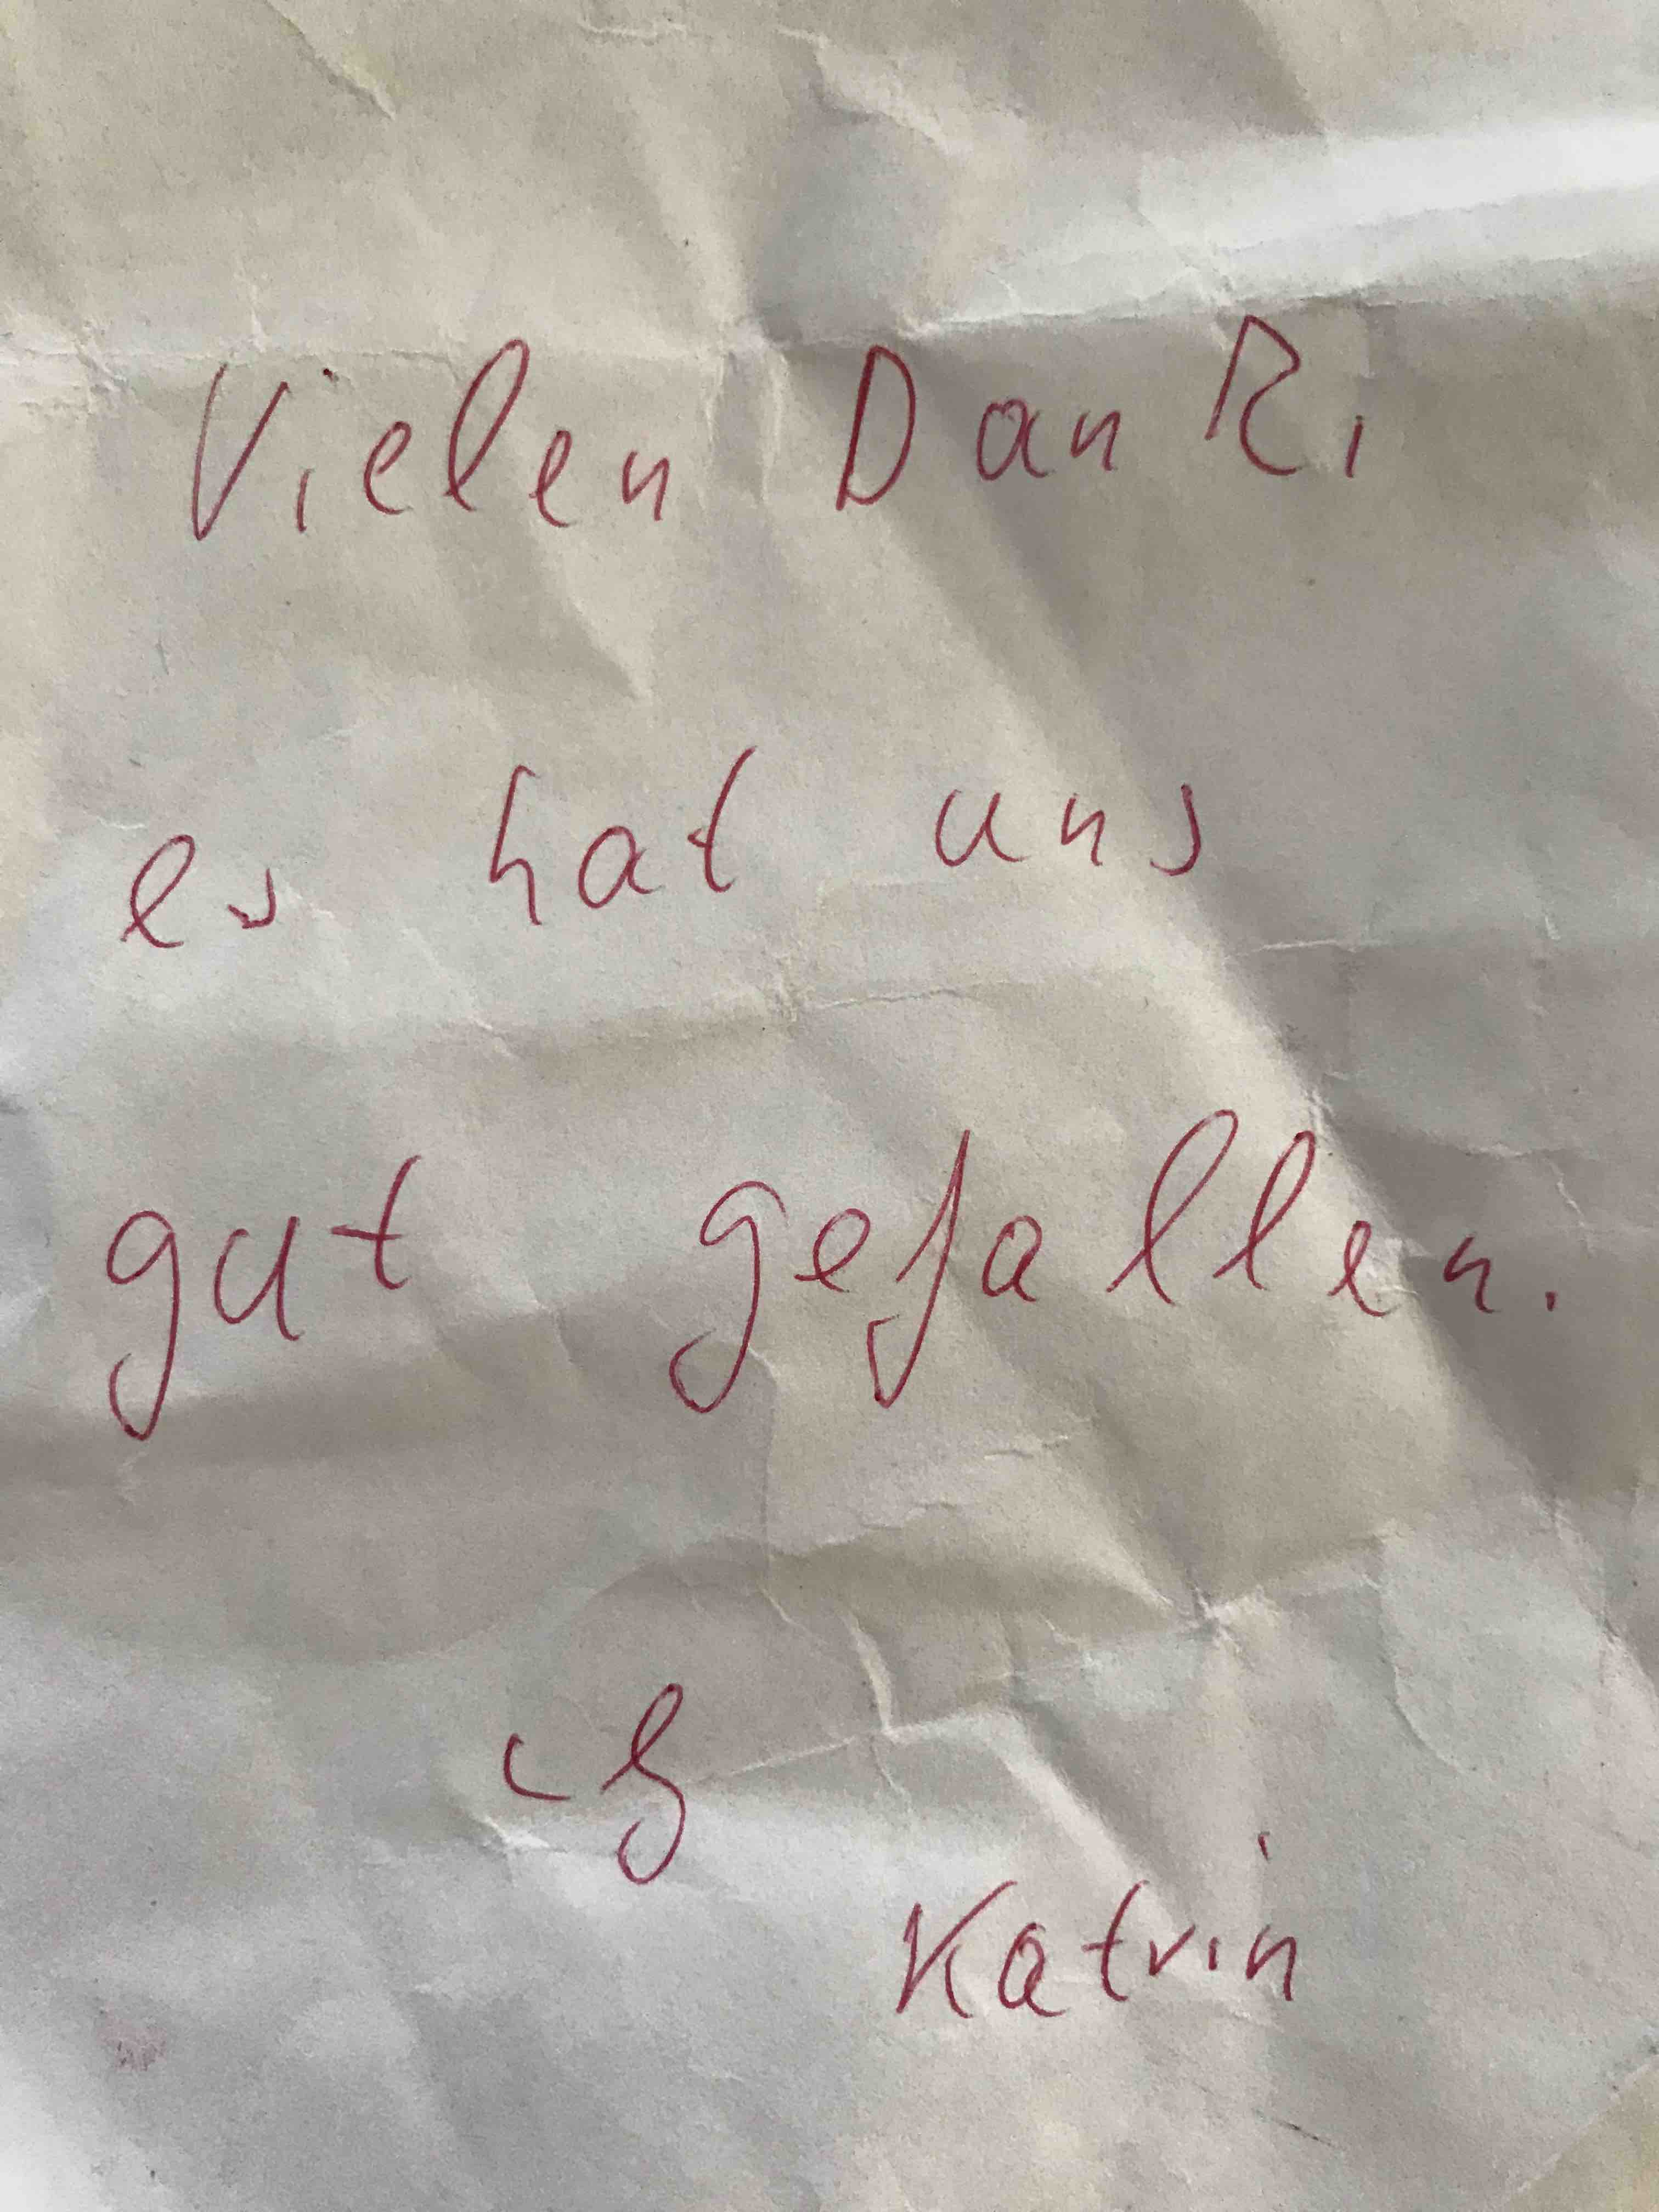 Vielen Dank,
es hat uns
gut gefallen.
LG
Katrin